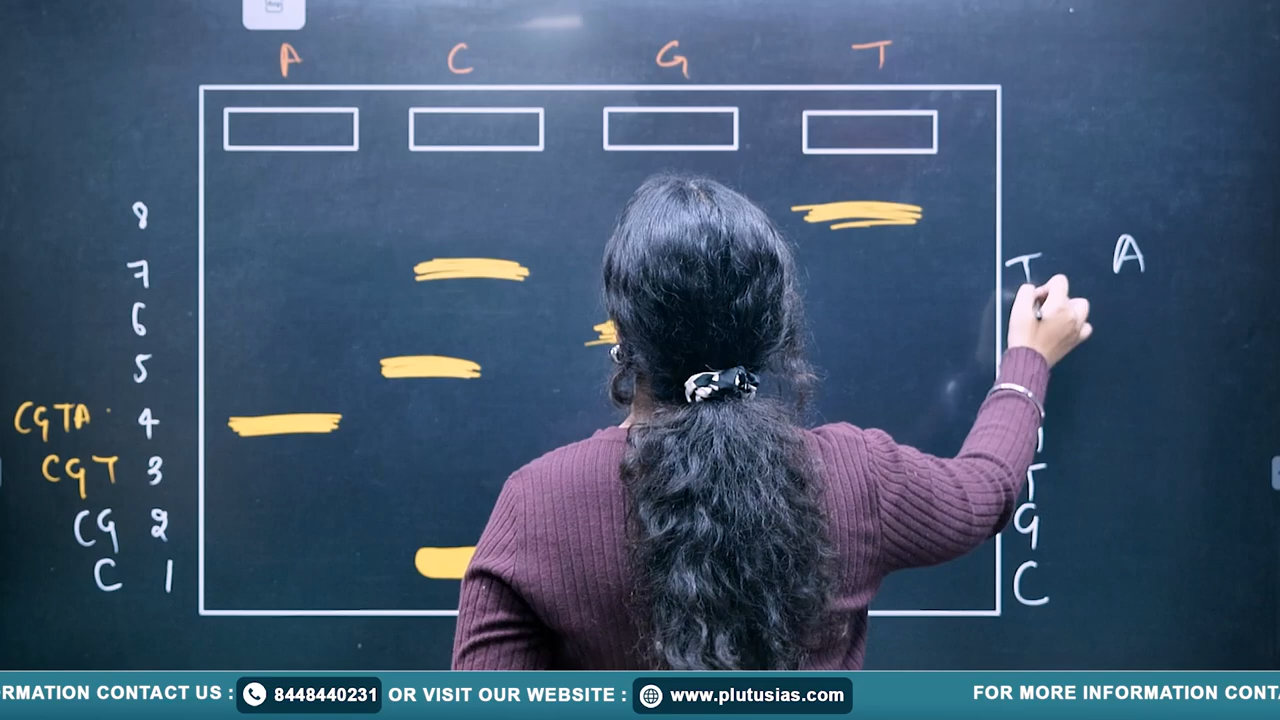 A C G T
8
7 T A
6
5
CGTA 4
CGT 3 T
CG 2 G
C 1 C
RMATION CONTACT US : 8448440231 OR VISIT OUR WEBSITE : www.plutusias.com FOR MORE INFORMATION CONTA